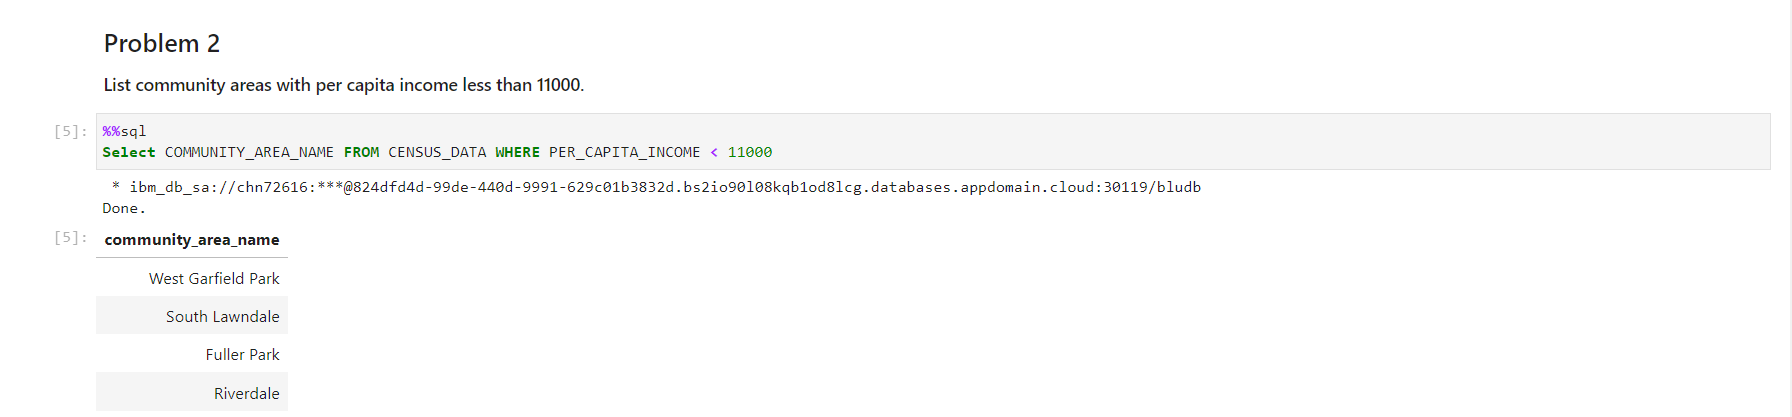 Problem 2
List community areas with per capita income less than 11000.
[5]: %%sql
Select COMMUNITY_AREA_NAME FROM CENSUS_DATA WHERE PER_CAPITA_INCOME < 11000
* ibm_db_sa://chn72616:***@824dfd4d-99de-440d-9991-629c01b3832d.bs2io90l08kqb1od8lcg.databases.appdomain.cloud:30119/bludb
Done.
[5]: community_area_name
West Garfield Park
South Lawndale
Fuller Park
Riverdale